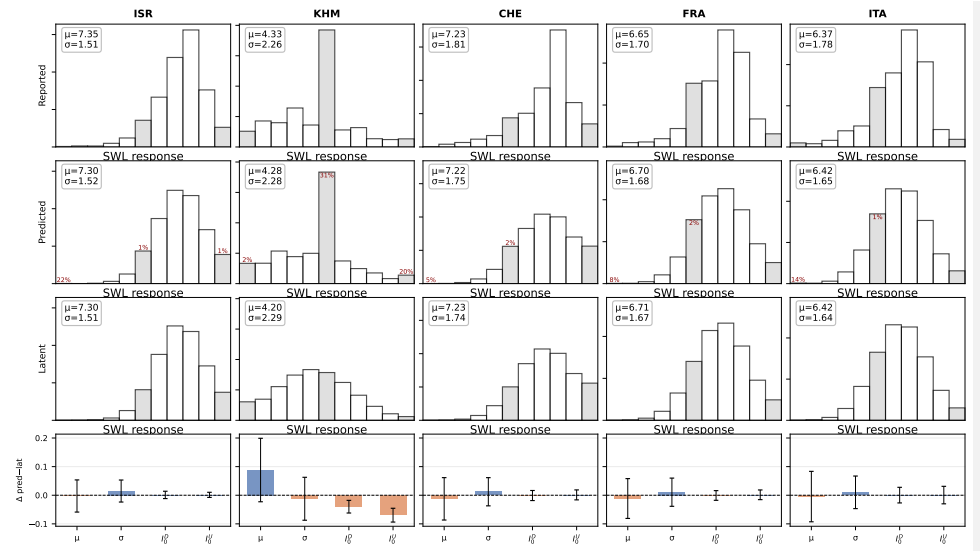 ISR KHM CHE FRA ITA
Reported
μ=7.35
σ=1.51
μ=4.33
σ=2.26
μ=7.23
σ=1.81
μ=6.65
σ=1.70
μ=6.37
σ=1.78
SWL response SWL response SWL response SWL response SWL response
Predicted
μ=7.30
σ=1.52
22% 1% 1%
μ=4.28
σ=2.28
2% 31% 20%
μ=7.22
σ=1.75
5% 2%
μ=6.70
σ=1.68
8% 2%
μ=6.42
σ=1.65
14% 1%
SWL response SWL response SWL response SWL response SWL response
Latent
μ=7.30
σ=1.51
μ=4.20
σ=2.29
μ=7.23
σ=1.74
μ=6.71
σ=1.67
μ=6.42
σ=1.64
SWL response SWL response SWL response SWL response SWL response
Δ pred−lat
0.2
0.1
0.0
−0.1
μ σ μ σ μ σ μ σ μ σ